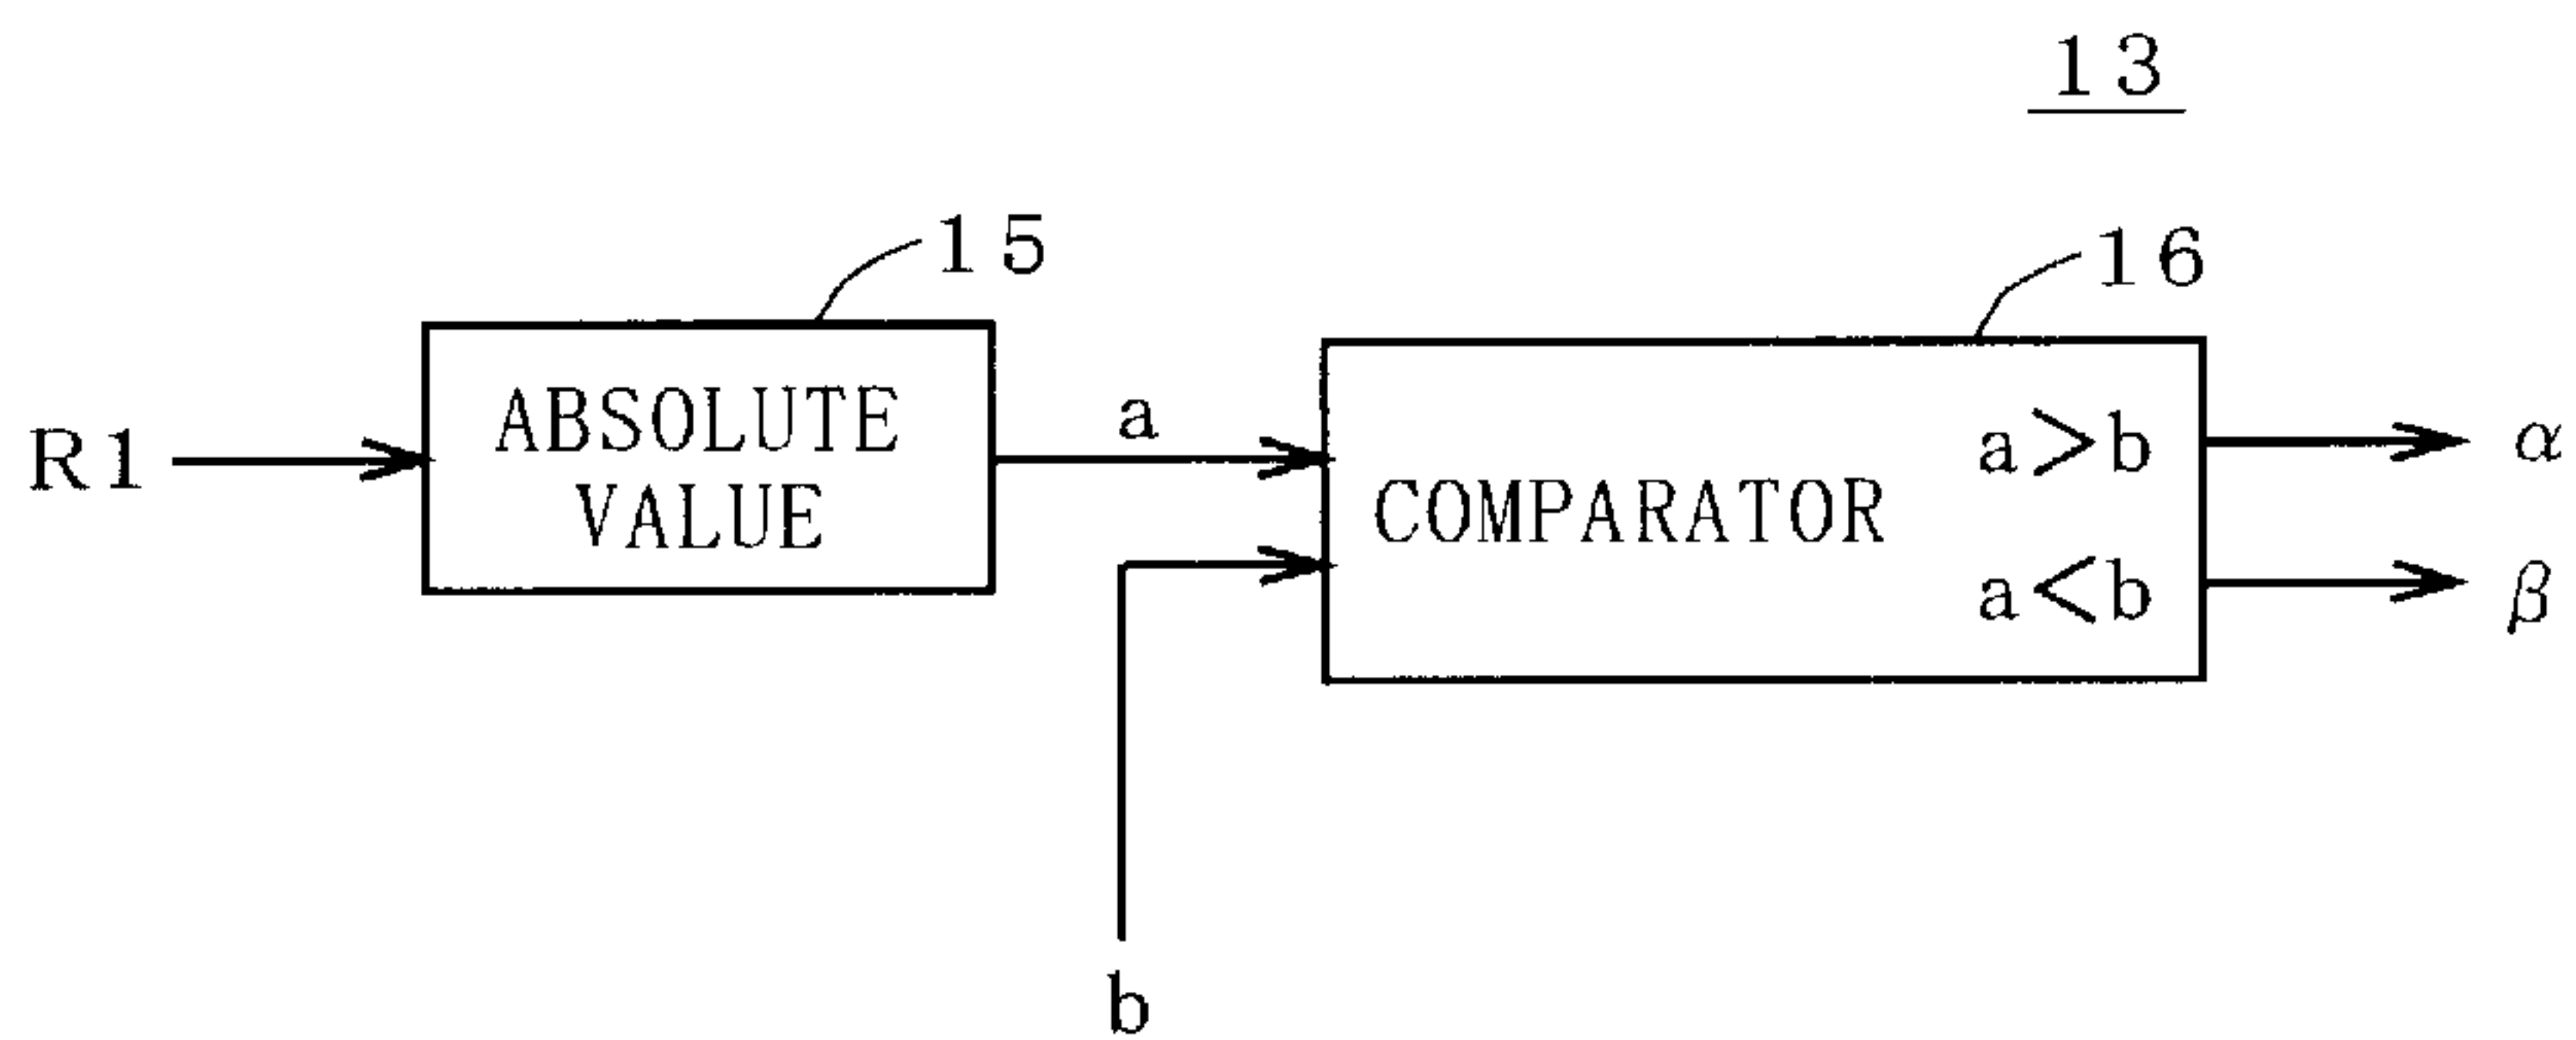 13
15
16
ABSOLUTE
VALUE
R1
a
COMPARATOR
a>b
a<b
α
β
b